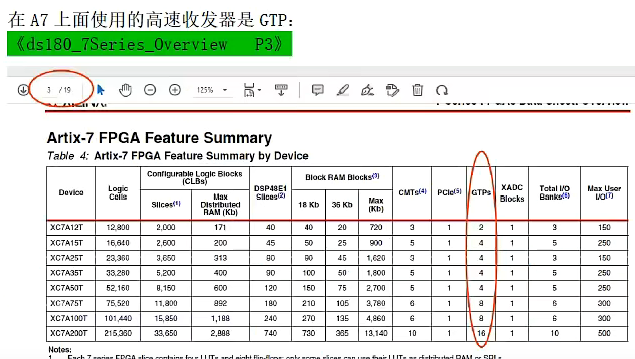 在 A7 上面使用的高速收发器是 GTP：
《ds180_7Series_Overview P3》
3 / 19
125%
Artix-7 FPGA Feature Summary
Table 4: Artix-7 FPGA Feature Summary by Device
Device Logic Cells Configurable Logic Blocks (CLBs) DSP48E1 Slices(2) Block RAM Blocks(3) CMTs(4) PCIe(5) GTPs XADC Blocks Total I/O Banks(6) Max User I/O(7)
Slices(1) Max Distributed RAM (Kb) 18 Kb 36 Kb Max (Kb)
XC7A12T 12,800 2,000 171 40 40 20 720 3 1 2 1 3 150
XC7A15T 16,640 2,600 200 45 50 25 900 5 1 4 1 5 250
XC7A25T 23,360 3,650 313 80 90 45 1,620 3 1 4 1 3 150
XC7A35T 33,280 5,200 400 90 100 50 1,800 5 1 4 1 5 250
XC7A50T 52,160 8,150 600 120 150 75 2,700 5 1 4 1 5 250
XC7A75T 75,520 11,800 892 180 210 105 3,780 6 1 8 1 6 300
XC7A100T 101,440 15,850 1,188 240 270 135 4,860 6 1 8 1 6 300
XC7A200T 215,360 33,650 2,888 740 730 365 13,140 10 1 16 1 10 500
Notes:
1. Each 7 series FPGA slice contains four LUTs and eight flip-flops; only some slices can use their LUTs as distributed RAM or SRLs.